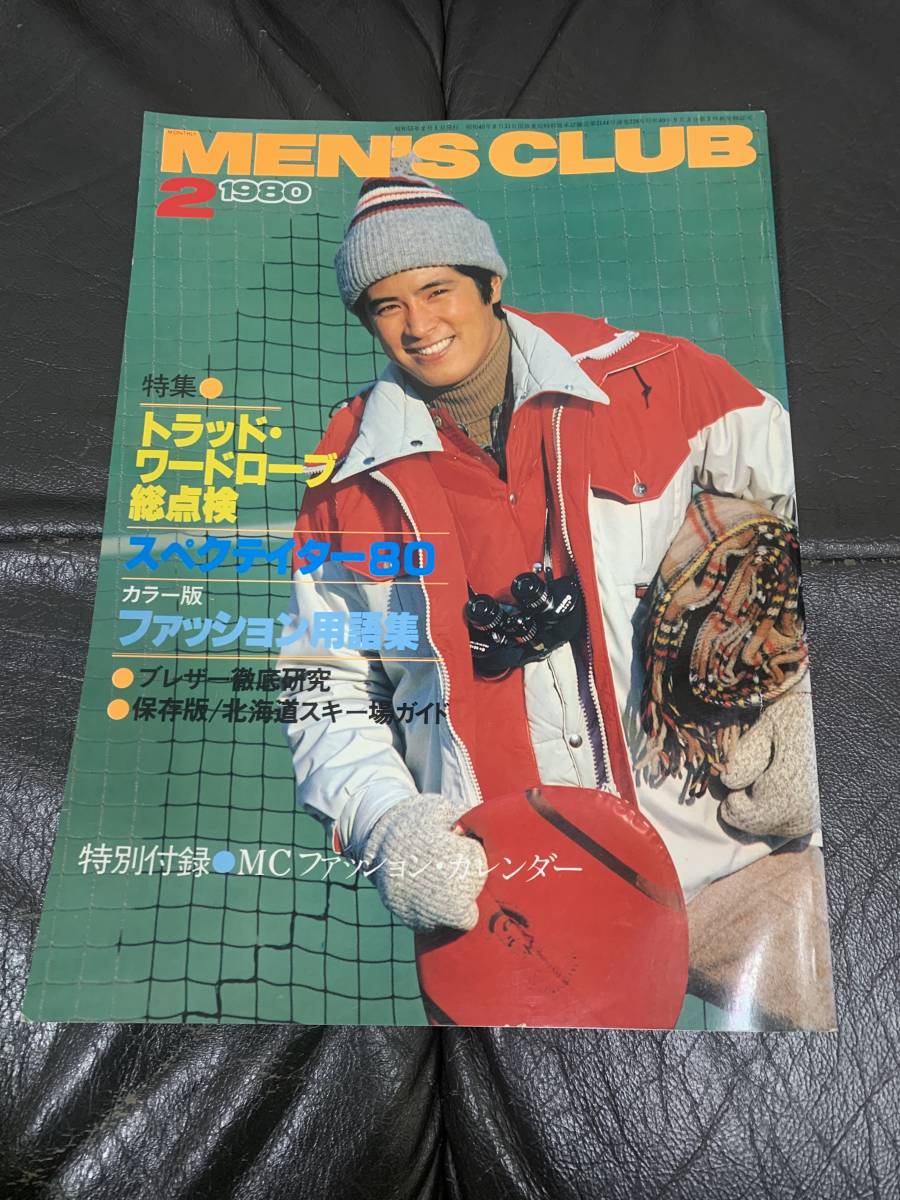 MONTHLY
MEN'S CLUB
2 1980
特集●
トラッド・
ワードローブ
総点検
スペクテイター80
カラー版
ファッション用語集
●ブレザー徹底研究
●保存版/北海道スキー場ガイド
特別付録●MCファッション・カレンダー